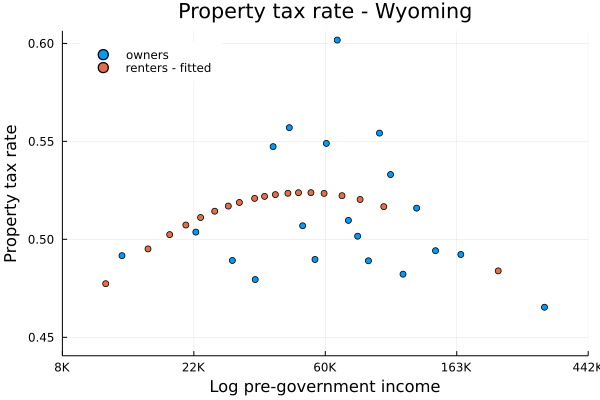 Property tax rate - Wyoming
owners
renters - fitted
Property tax rate
0.60
0.55
0.50
0.45
8K 22K 60K 163K 442K
Log pre-government income